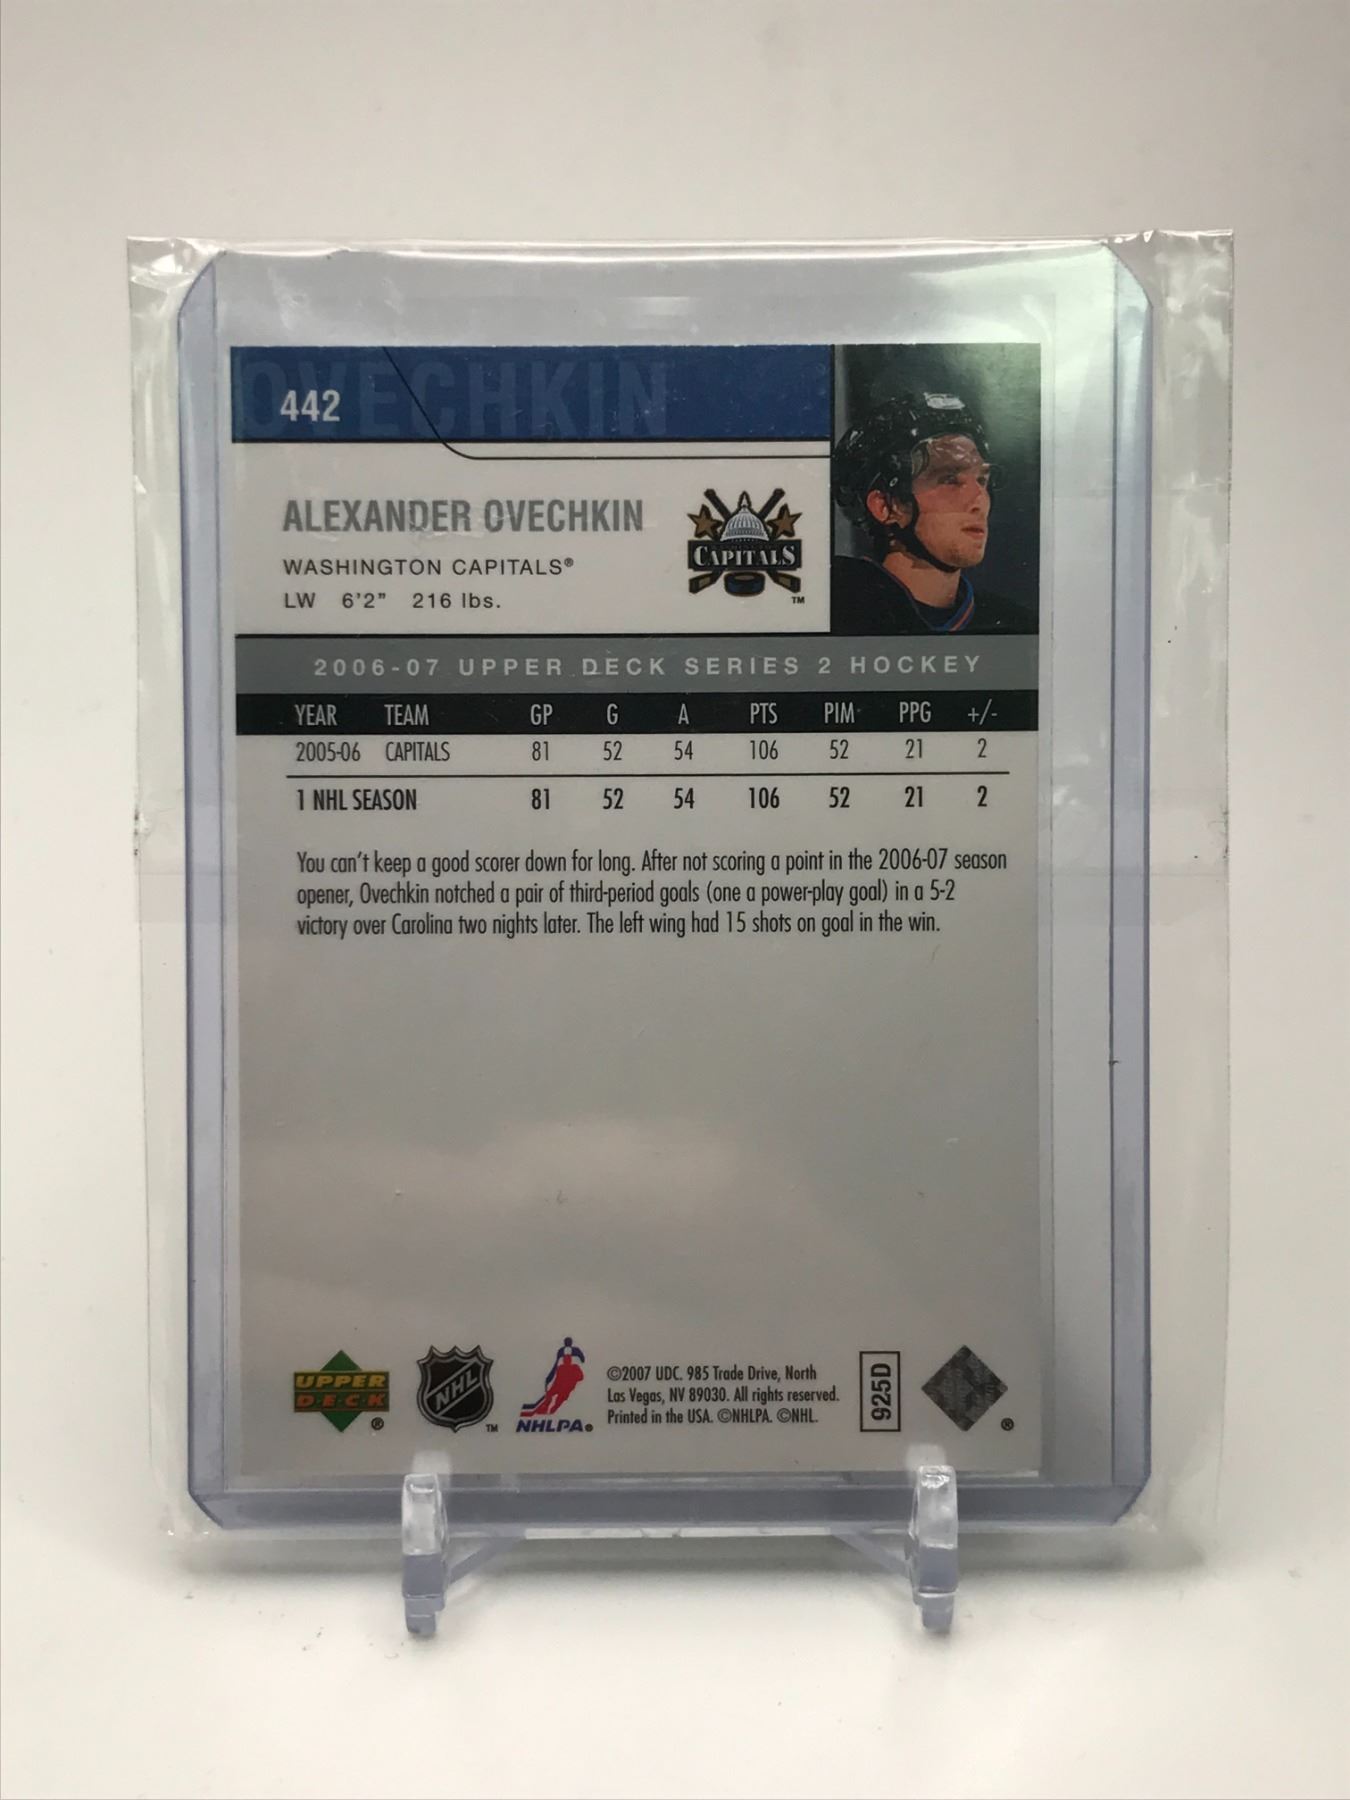 OVECHKIN
442
ALEXANDER OVECHKIN
CAPITALS
TM
WASHINGTON CAPITALS®
LW 6'2" 216 lbs.
2006-07 UPPER DECK SERIES 2 HOCKEY
YEAR TEAM GP G A PTS PIM PPG +/-
2005-06 CAPITALS 81 52 54 106 52 21 2
1 NHL SEASON 81 52 54 106 52 21 2
You can't keep a good scorer down for long. After not scoring a point in the 2006-07 season
opener, Ovechkin notched a pair of third-period goals (one a power-play goal) in a 5-2
victory over Carolina two nights later. The left wing had 15 shots on goal in the win.
UPPER
D·E·C·K
®
NHL
TM
NHLPA®
©2007 UDC. 985 Trade Drive, North
Las Vegas, NV 89030. All rights reserved.
Printed in the USA. ©NHLPA. ©NHL.
925D
®